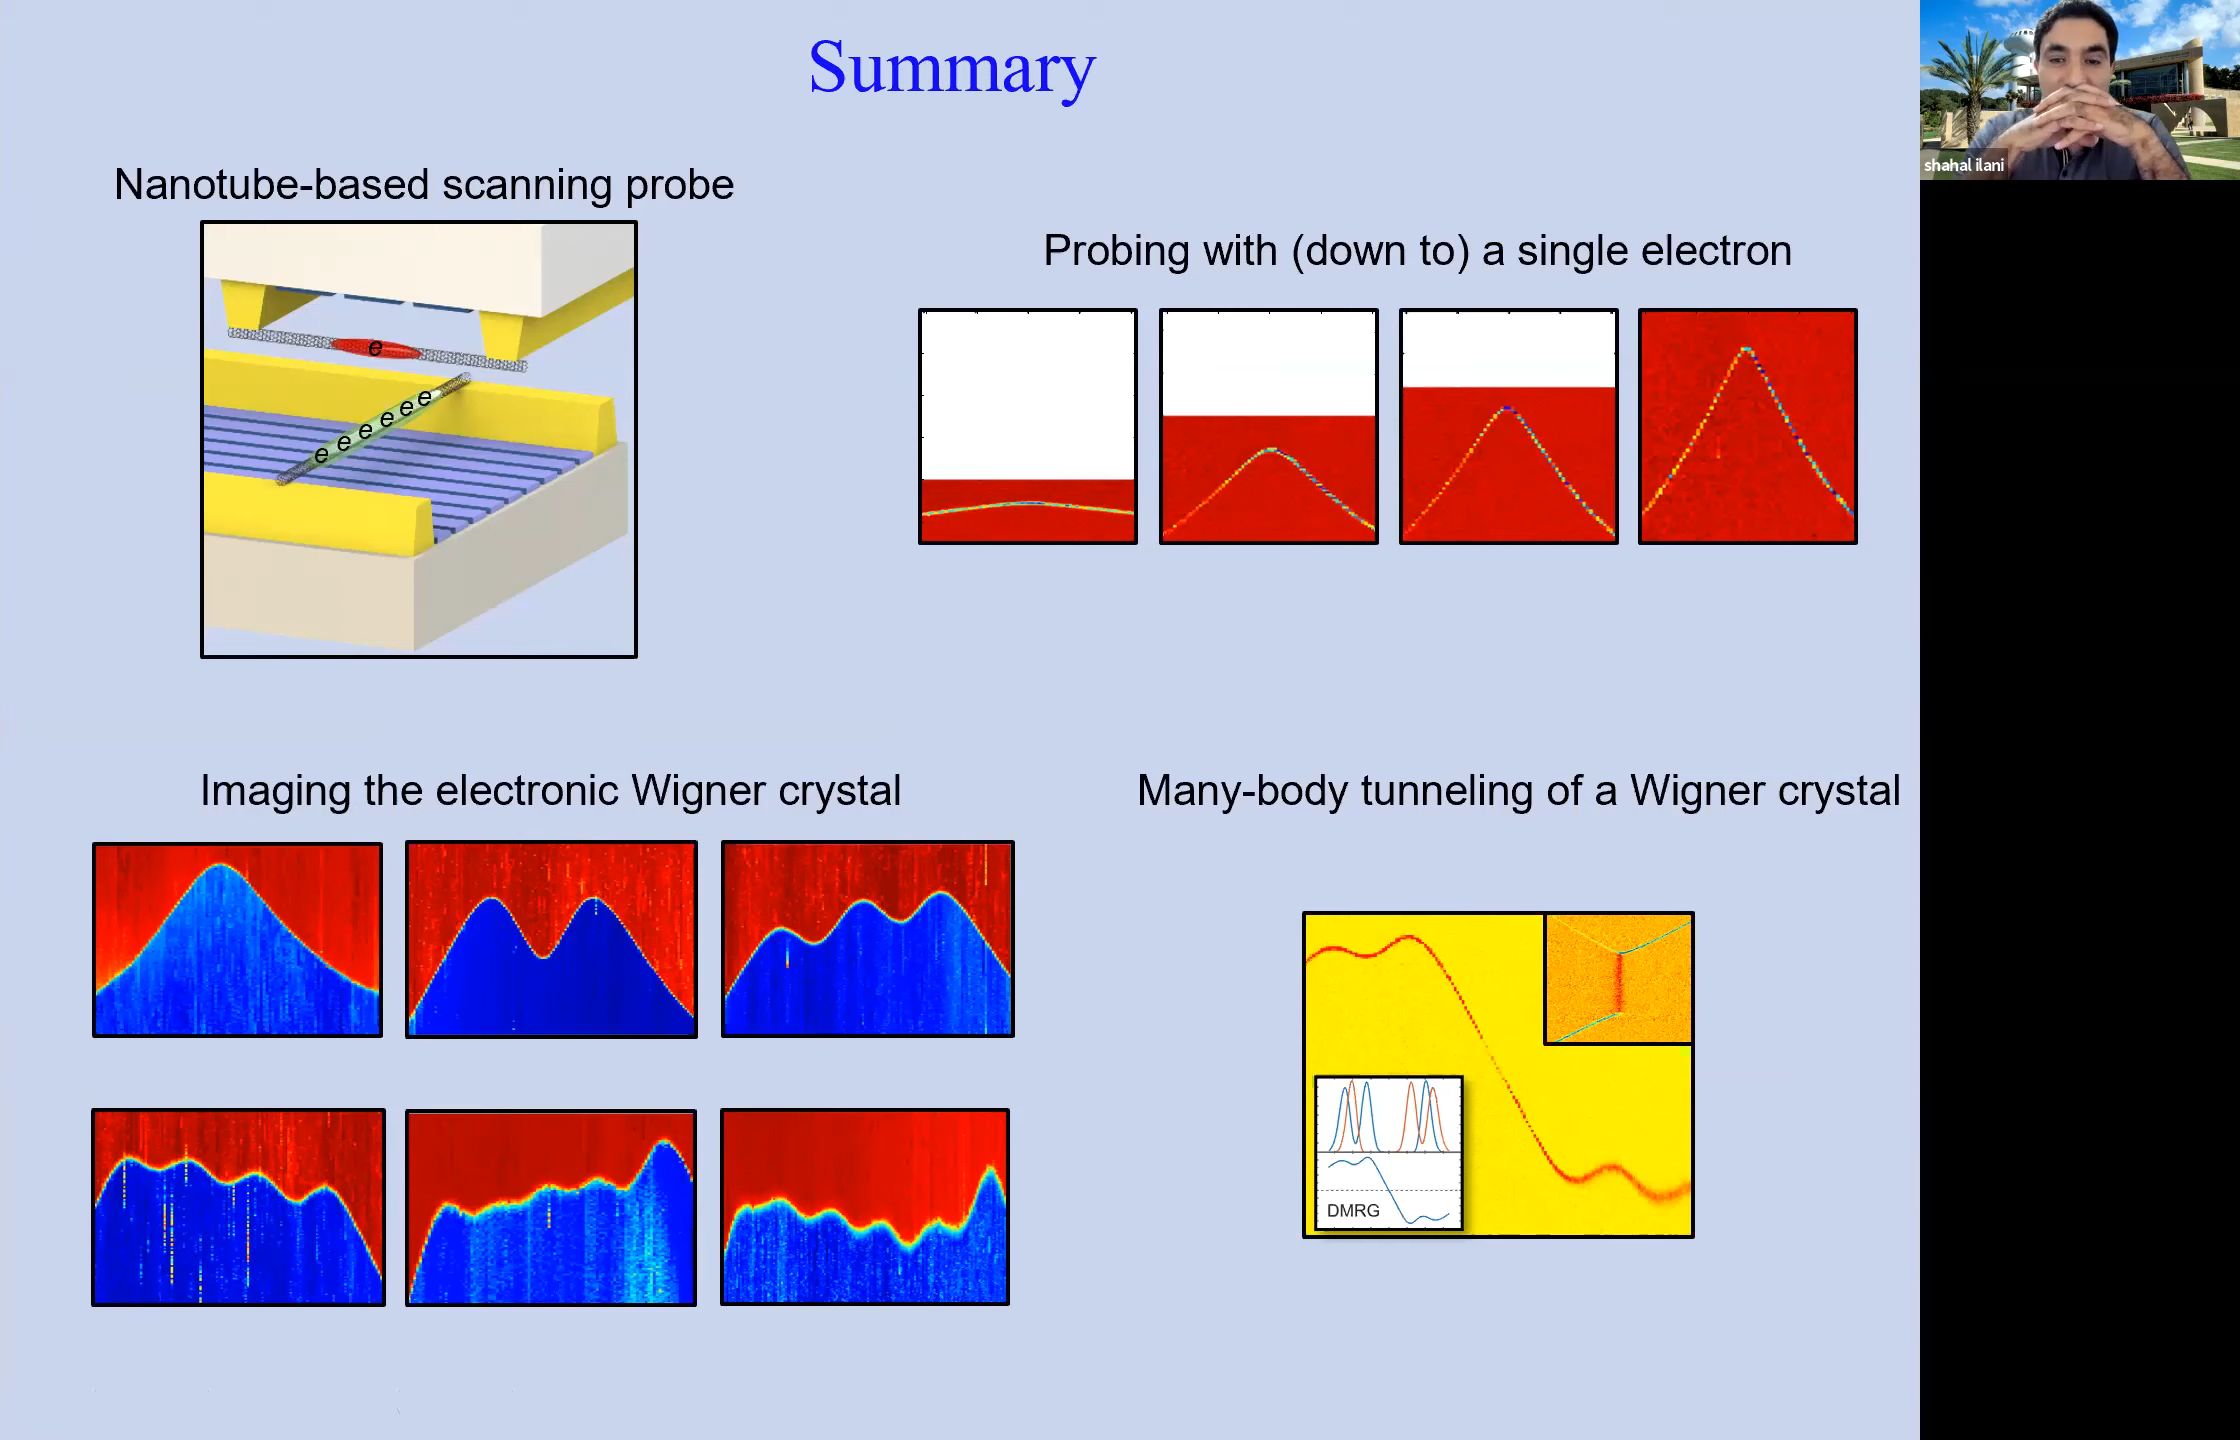 Summary
shahal ilani
Nanotube-based scanning probe
e
e e e e e
Probing with (down to) a single electron
Imaging the electronic Wigner crystal
Many-body tunneling of a Wigner crystal
DMRG